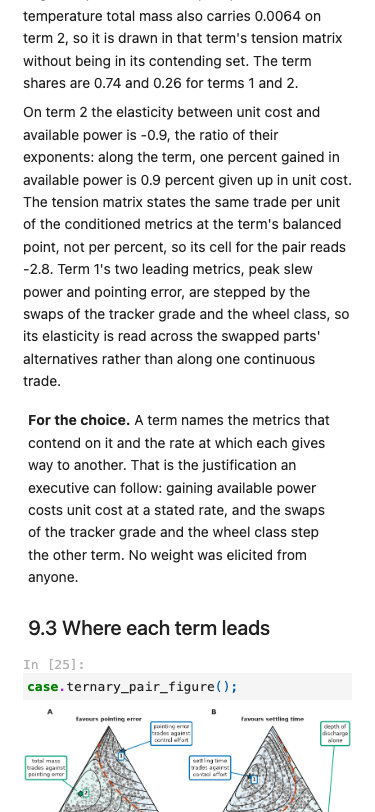 temperature total mass also carries 0.0064 on
term 2, so it is drawn in that term's tension matrix
without being in its contending set. The term
shares are 0.74 and 0.26 for terms 1 and 2.
On term 2 the elasticity between unit cost and
available power is -0.9, the ratio of their
exponents: along the term, one percent gained in
available power is 0.9 percent given up in unit cost.
The tension matrix states the same trade per unit
of the conditioned metrics at the term's balanced
point, not per percent, so its cell for the pair reads
-2.8. Term 1's two leading metrics, peak slew
power and pointing error, are stepped by the
swaps of the tracker grade and the wheel class, so
its elasticity is read across the swapped parts'
alternatives rather than along one continuous
trade.
For the choice. A term names the metrics that
contend on it and the rate at which each gives
way to another. That is the justification an
executive can follow: gaining available power
costs unit cost at a stated rate, and the swaps
of the tracker grade and the wheel class step
the other term. No weight was elicited from
anyone.
9.3 Where each term leads
In [25]:
case.ternary_pair_figure();
A
favours pointing error
pointing error
trades against
control effort
total mass
trades against
pointing error
1
2
B
favours settling time
depth of
discharge
alone
settling time
trades against
control effort
1